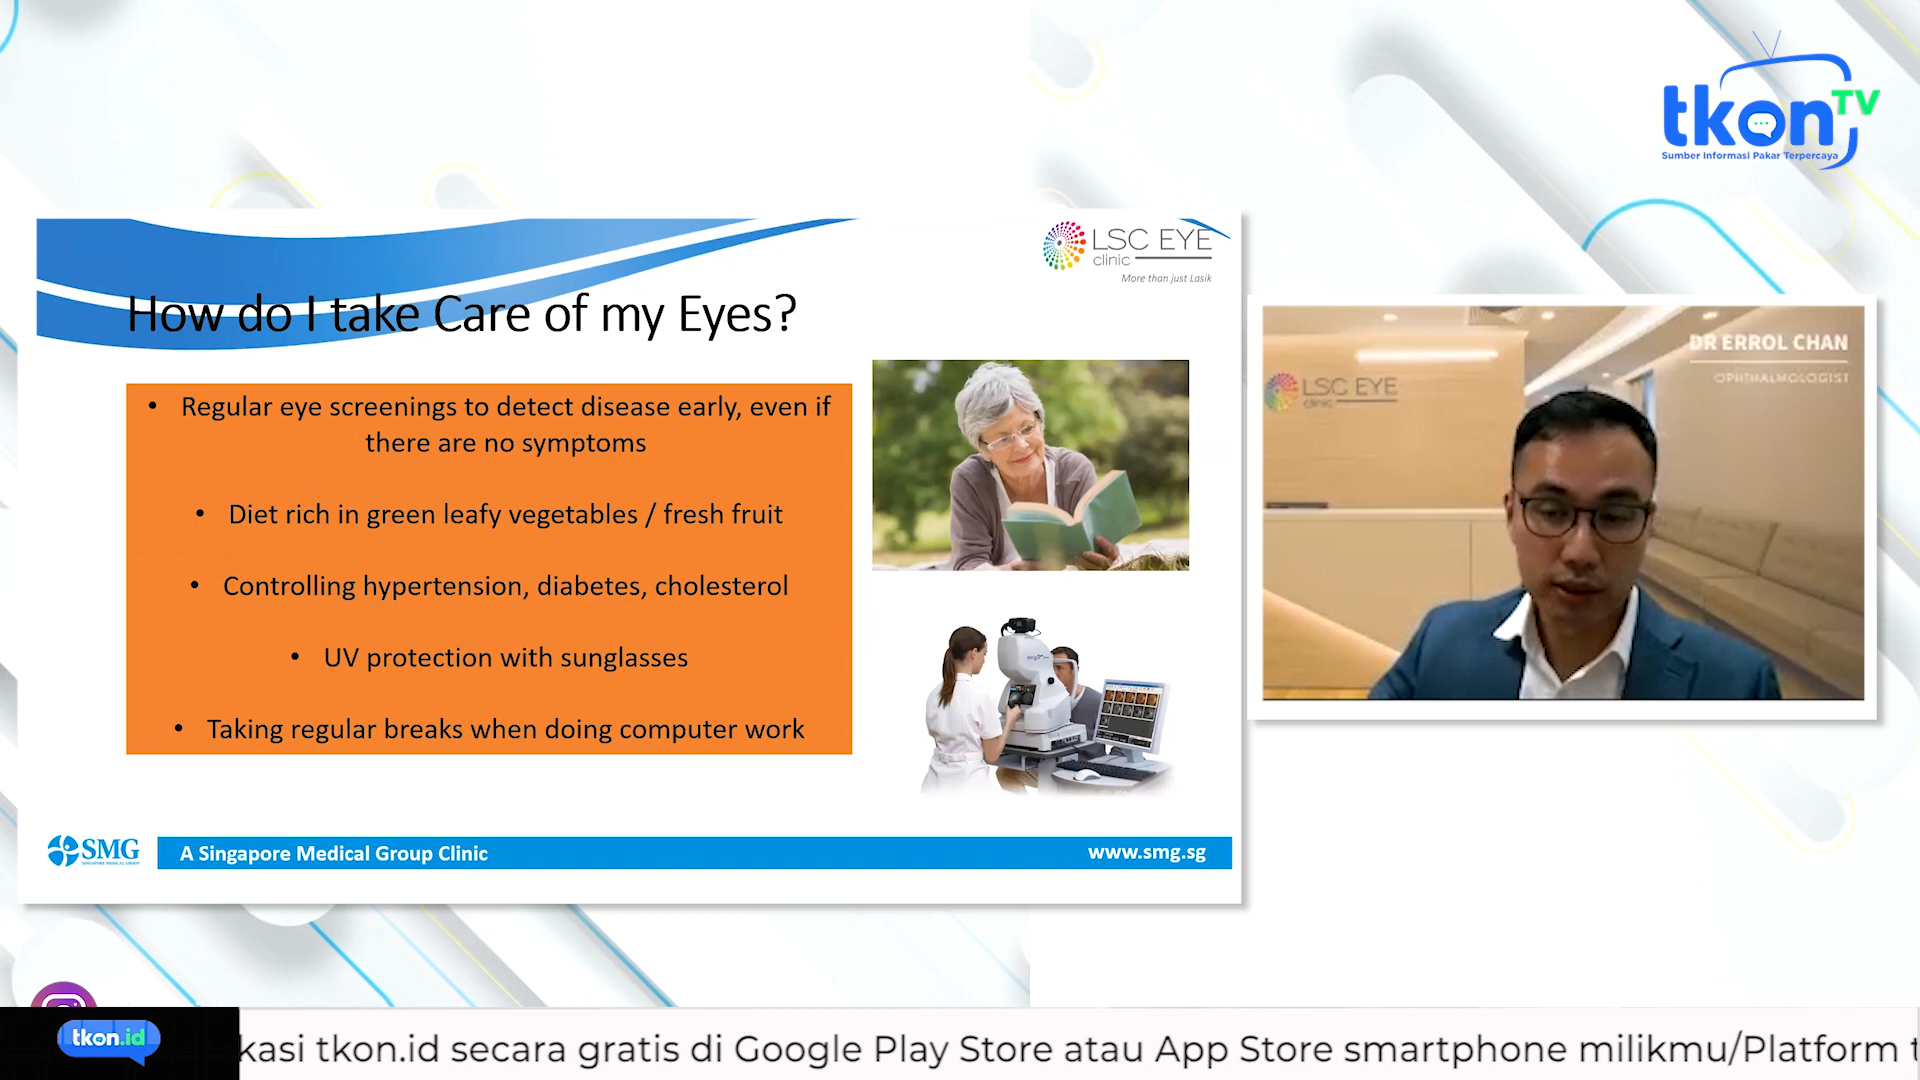 tkon TV
Sumber Informasi Pakar Terpercaya
LSC EYE
clinic
More than just Lasik
How do I take Care of my Eyes?
• Regular eye screenings to detect disease early, even if
there are no symptoms
• Diet rich in green leafy vegetables / fresh fruit
• Controlling hypertension, diabetes, cholesterol
• UV protection with sunglasses
• Taking regular breaks when doing computer work
SMG
SINGAPORE MEDICAL GROUP
A Singapore Medical Group Clinic
www.smg.sg
DR ERROL CHAN
OPHTHALMOLOGIST
LSC EYE
clinic
tkon.id
kasi tkon.id secara gratis di Google Play Store atau App Store smartphone milikmu/Platform t